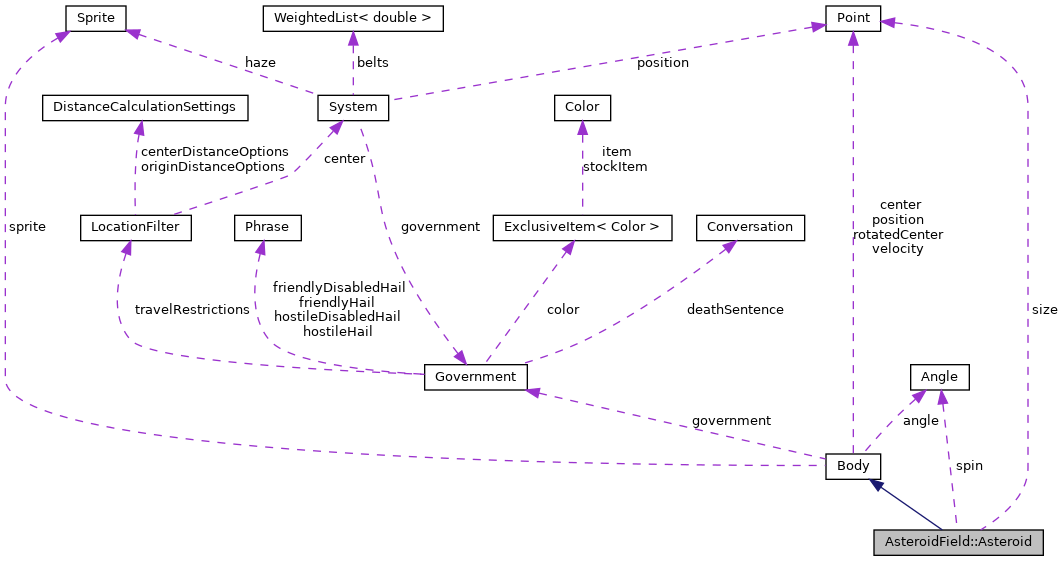 Sprite
WeightedList< double >
Point
haze
belts
position
DistanceCalculationSettings
System
Color
centerDistanceOptions
originDistanceOptions
center
item
stockItem
sprite
LocationFilter
Phrase
government
ExclusiveItem< Color >
Conversation
center
position
rotatedCenter
velocity
travelRestrictions
friendlyDisabledHail
friendlyHail
hostileDisabledHail
hostileHail
color
deathSentence
size
Government
Angle
government
angle
Body
spin
AsteroidField::Asteroid